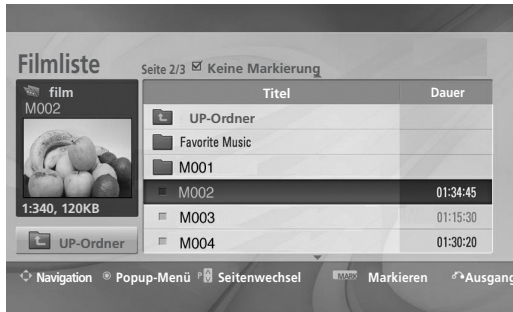 Filmliste
Seite 2/3 Keine Markierung
film
M002
1:340, 120KB
UP-Ordner
Titel Dauer
UP-Ordner
Favorite Music
M001
M002 01:34:45
M003 01:15:30
M004 01:30:20
Navigation Popup-Menü P Seitenwechsel MARK Markieren Ausgang